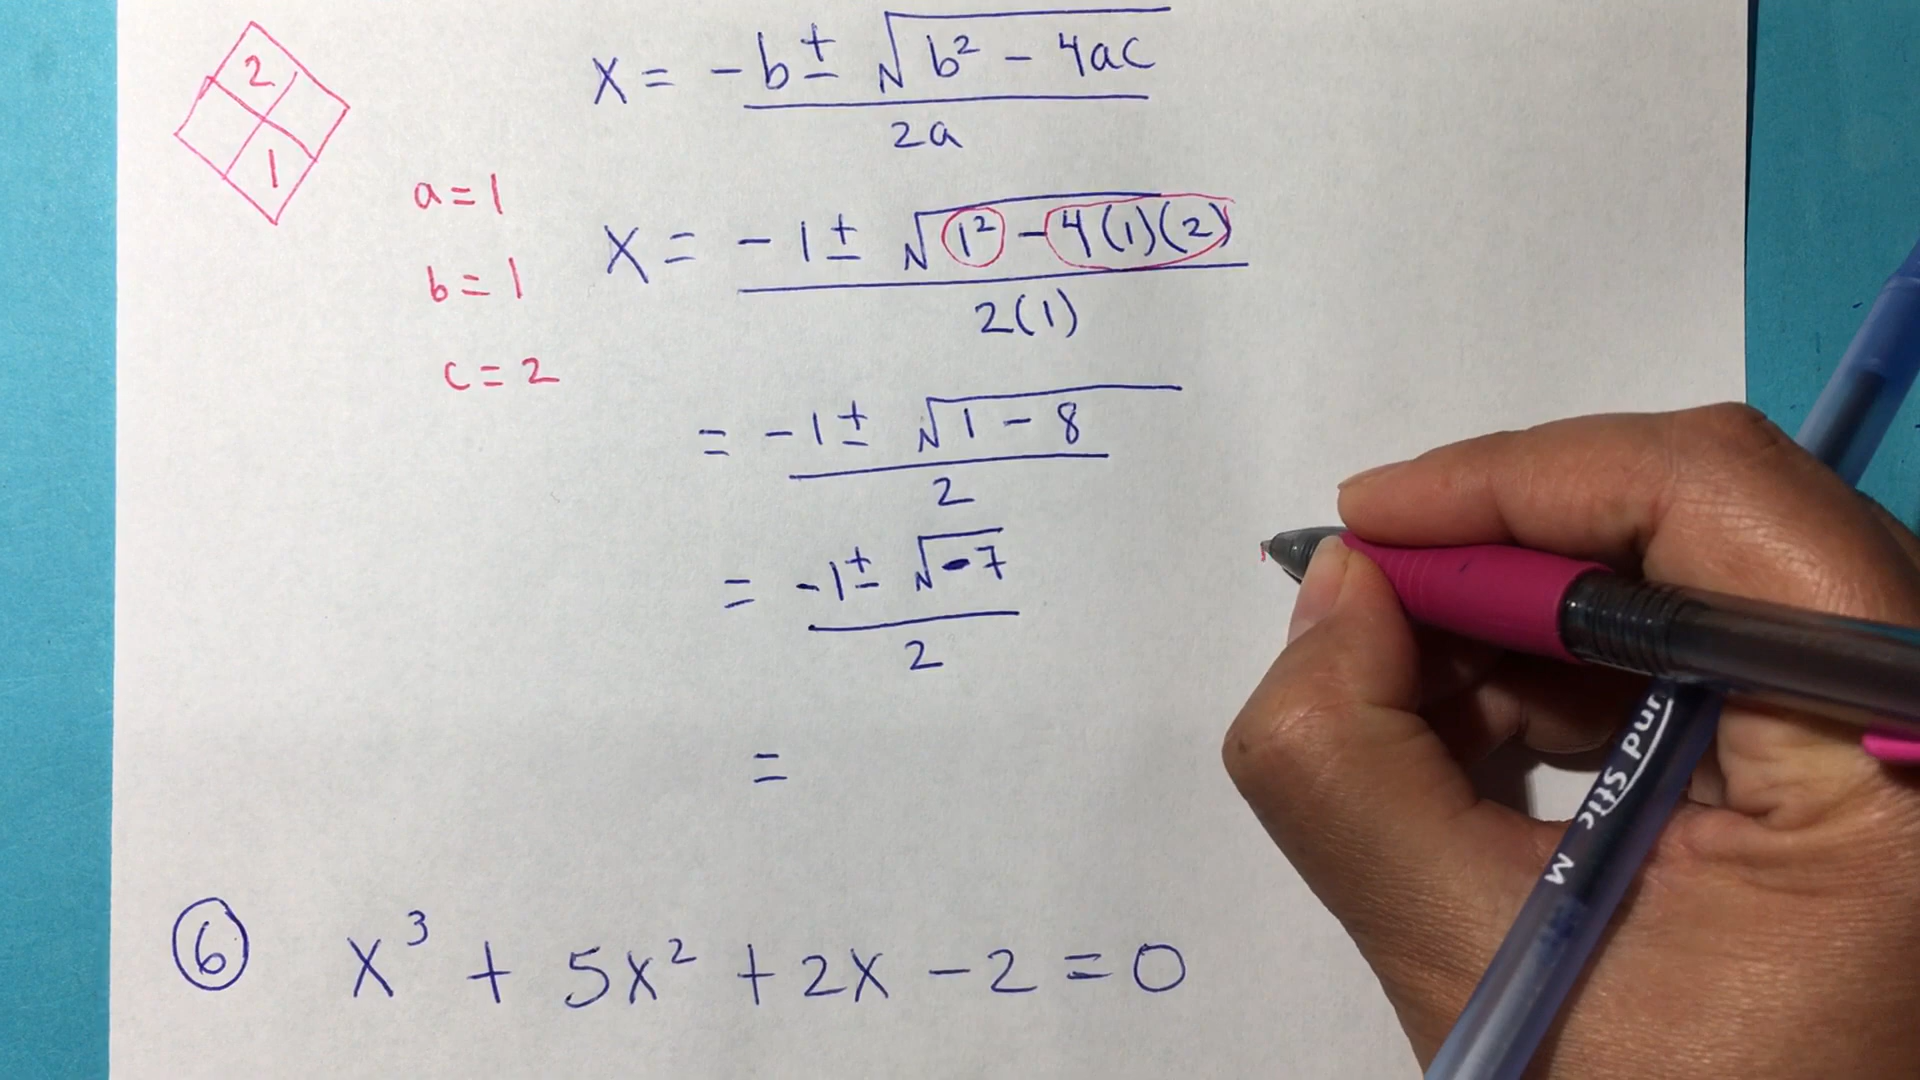 2
1
x = -b ± √b² - 4ac
2a
a = 1
b = 1
c = 2
x = -1 ± √1² - 4(1)(2)
2(1)
= -1 ± √1 - 8
2
= -1 ± √-7
2
=
6 x³ + 5x² + 2x - 2 = 0